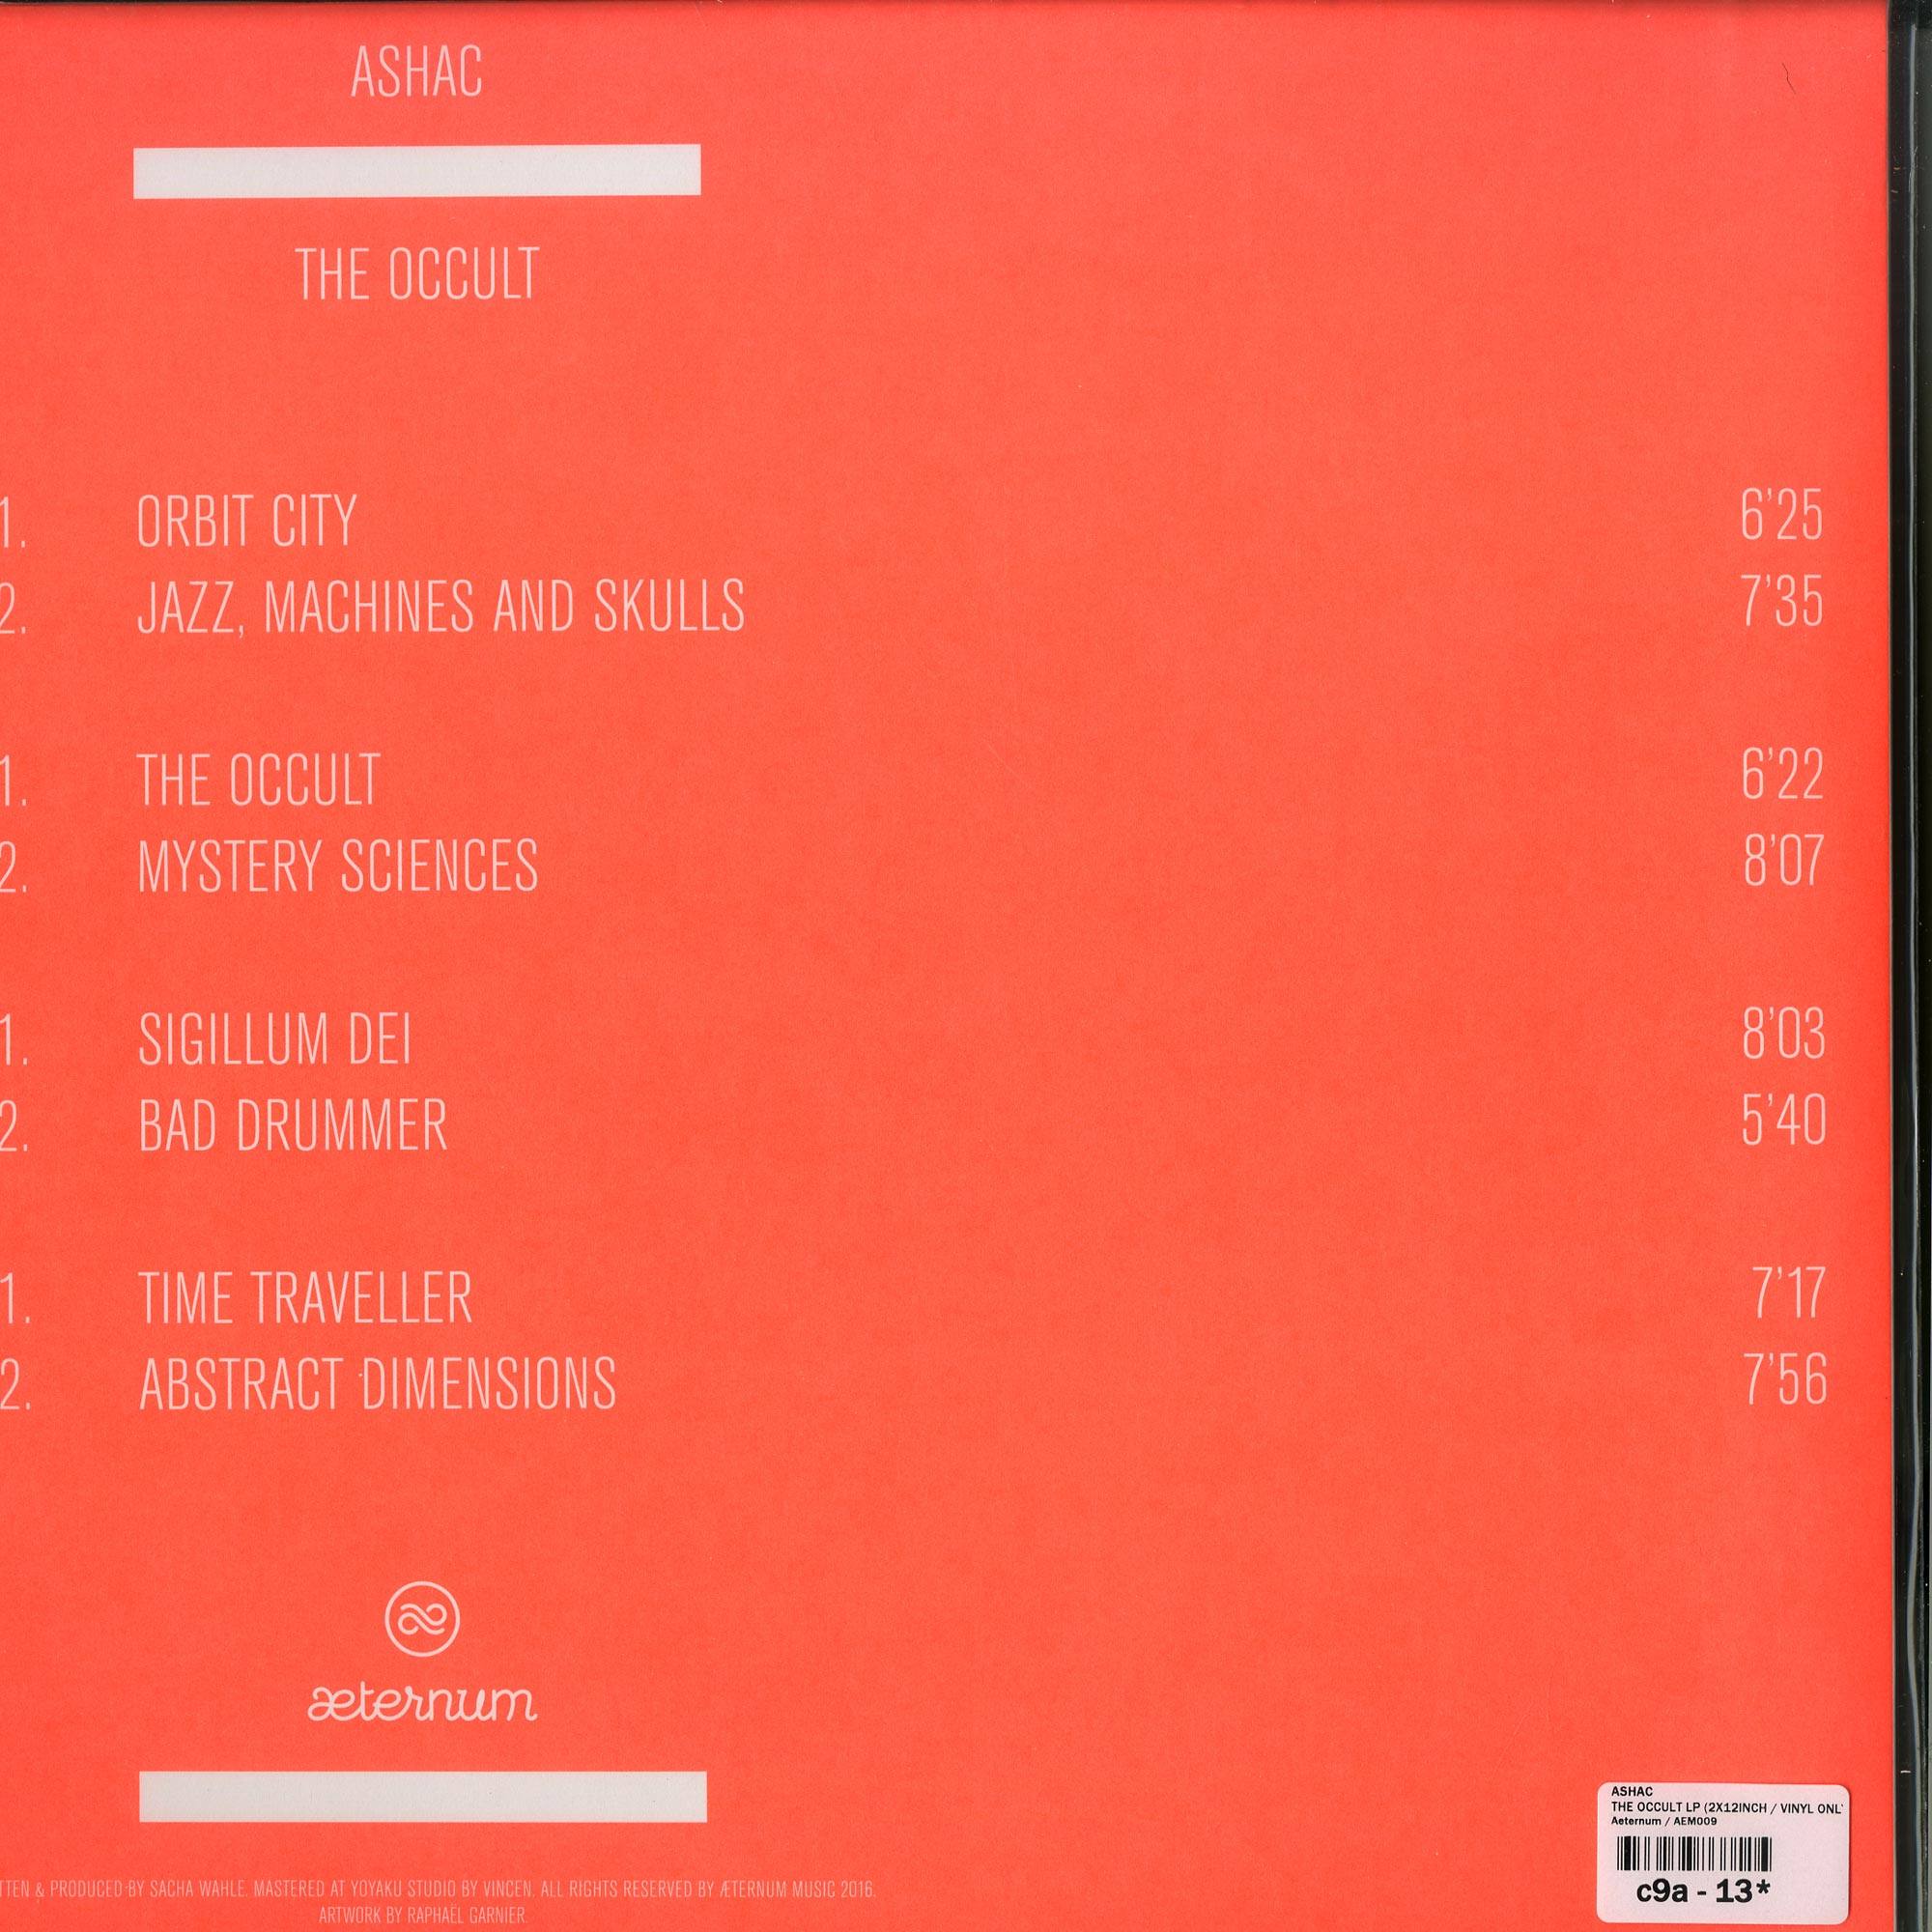 ASHAC
THE OCCULT
1. ORBIT CITY 6'25
2. JAZZ, MACHINES AND SKULLS 7'35
1. THE OCCULT 6'22
2. MYSTERY SCIENCES 8'07
1. SIGILLUM DEI 8'03
2. BAD DRUMMER 5'40
1. TIME TRAVELLER 7'17
2. ABSTRACT DIMENSIONS 7'56
æternum
TTEN & PRODUCED BY SACHA WAHLE. MASTERED AT YOYAKU STUDIO BY VINCEN. ALL RIGHTS RESERVED BY ÆTERNUM MUSIC 2016.
ARTWORK BY RAPHAËL GARNIER.
ASHAC
THE OCCULT LP (2X12INCH / VINYL ONL
Aeternum / AEM009
c9a - 13*